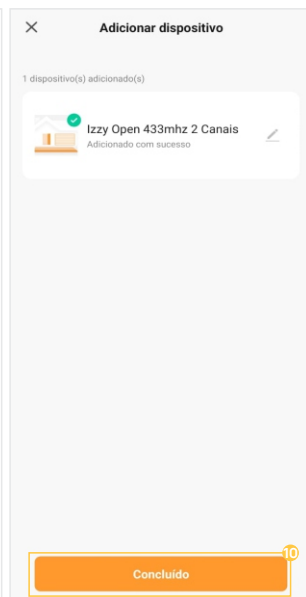 Adicionar dispositivo
1 dispositivo(s) adicionado(s)
Izzy Open 433mhz 2 Canais
Adicionado com sucesso
10
Concluído